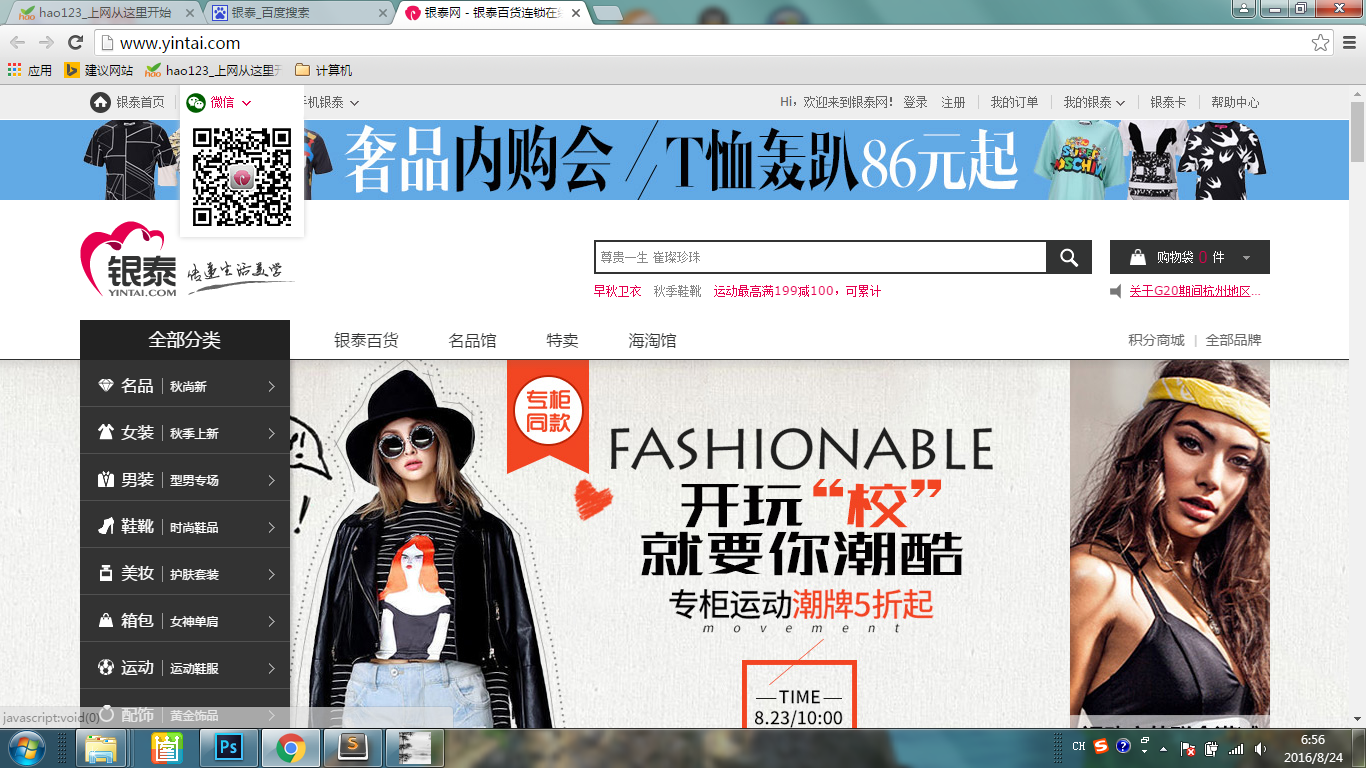 hao123_上网从这里开始
银泰_百度搜索
银泰网 - 银泰百货连锁在
www.yintai.com
应用
建议网站
hao123_上网从这里
计算机
银泰首页
微信
机银泰
Hi，欢迎来到银泰网！ 登录 注册
我的订单
我的银泰
银泰卡
帮助中心
奢品内购会 / T恤轰趴86元起
银泰
YINTAI.COM
传递生活美学
尊贵一生 璀璨珍珠
购物袋 0 件
早秋卫衣 秋季鞋靴 运动最高满199减100，可累计
关于G20期间杭州地区...
全部分类
银泰百货
名品馆
特卖
海淘馆
积分商城 | 全部品牌
名品 | 秋尚新
女装 | 秋季上新
男装 | 型男专场
鞋靴 | 时尚鞋品
美妆 | 护肤套装
箱包 | 女神单肩
运动 | 运动鞋服
配饰 | 黄金饰品
专柜
同款
FASHIONABLE
开玩“校”
就要你潮酷
专柜运动潮牌5折起
movement
TIME
8.23/10:00
javascript:void(0)
Ps
S
CH
6:56
2016/8/24